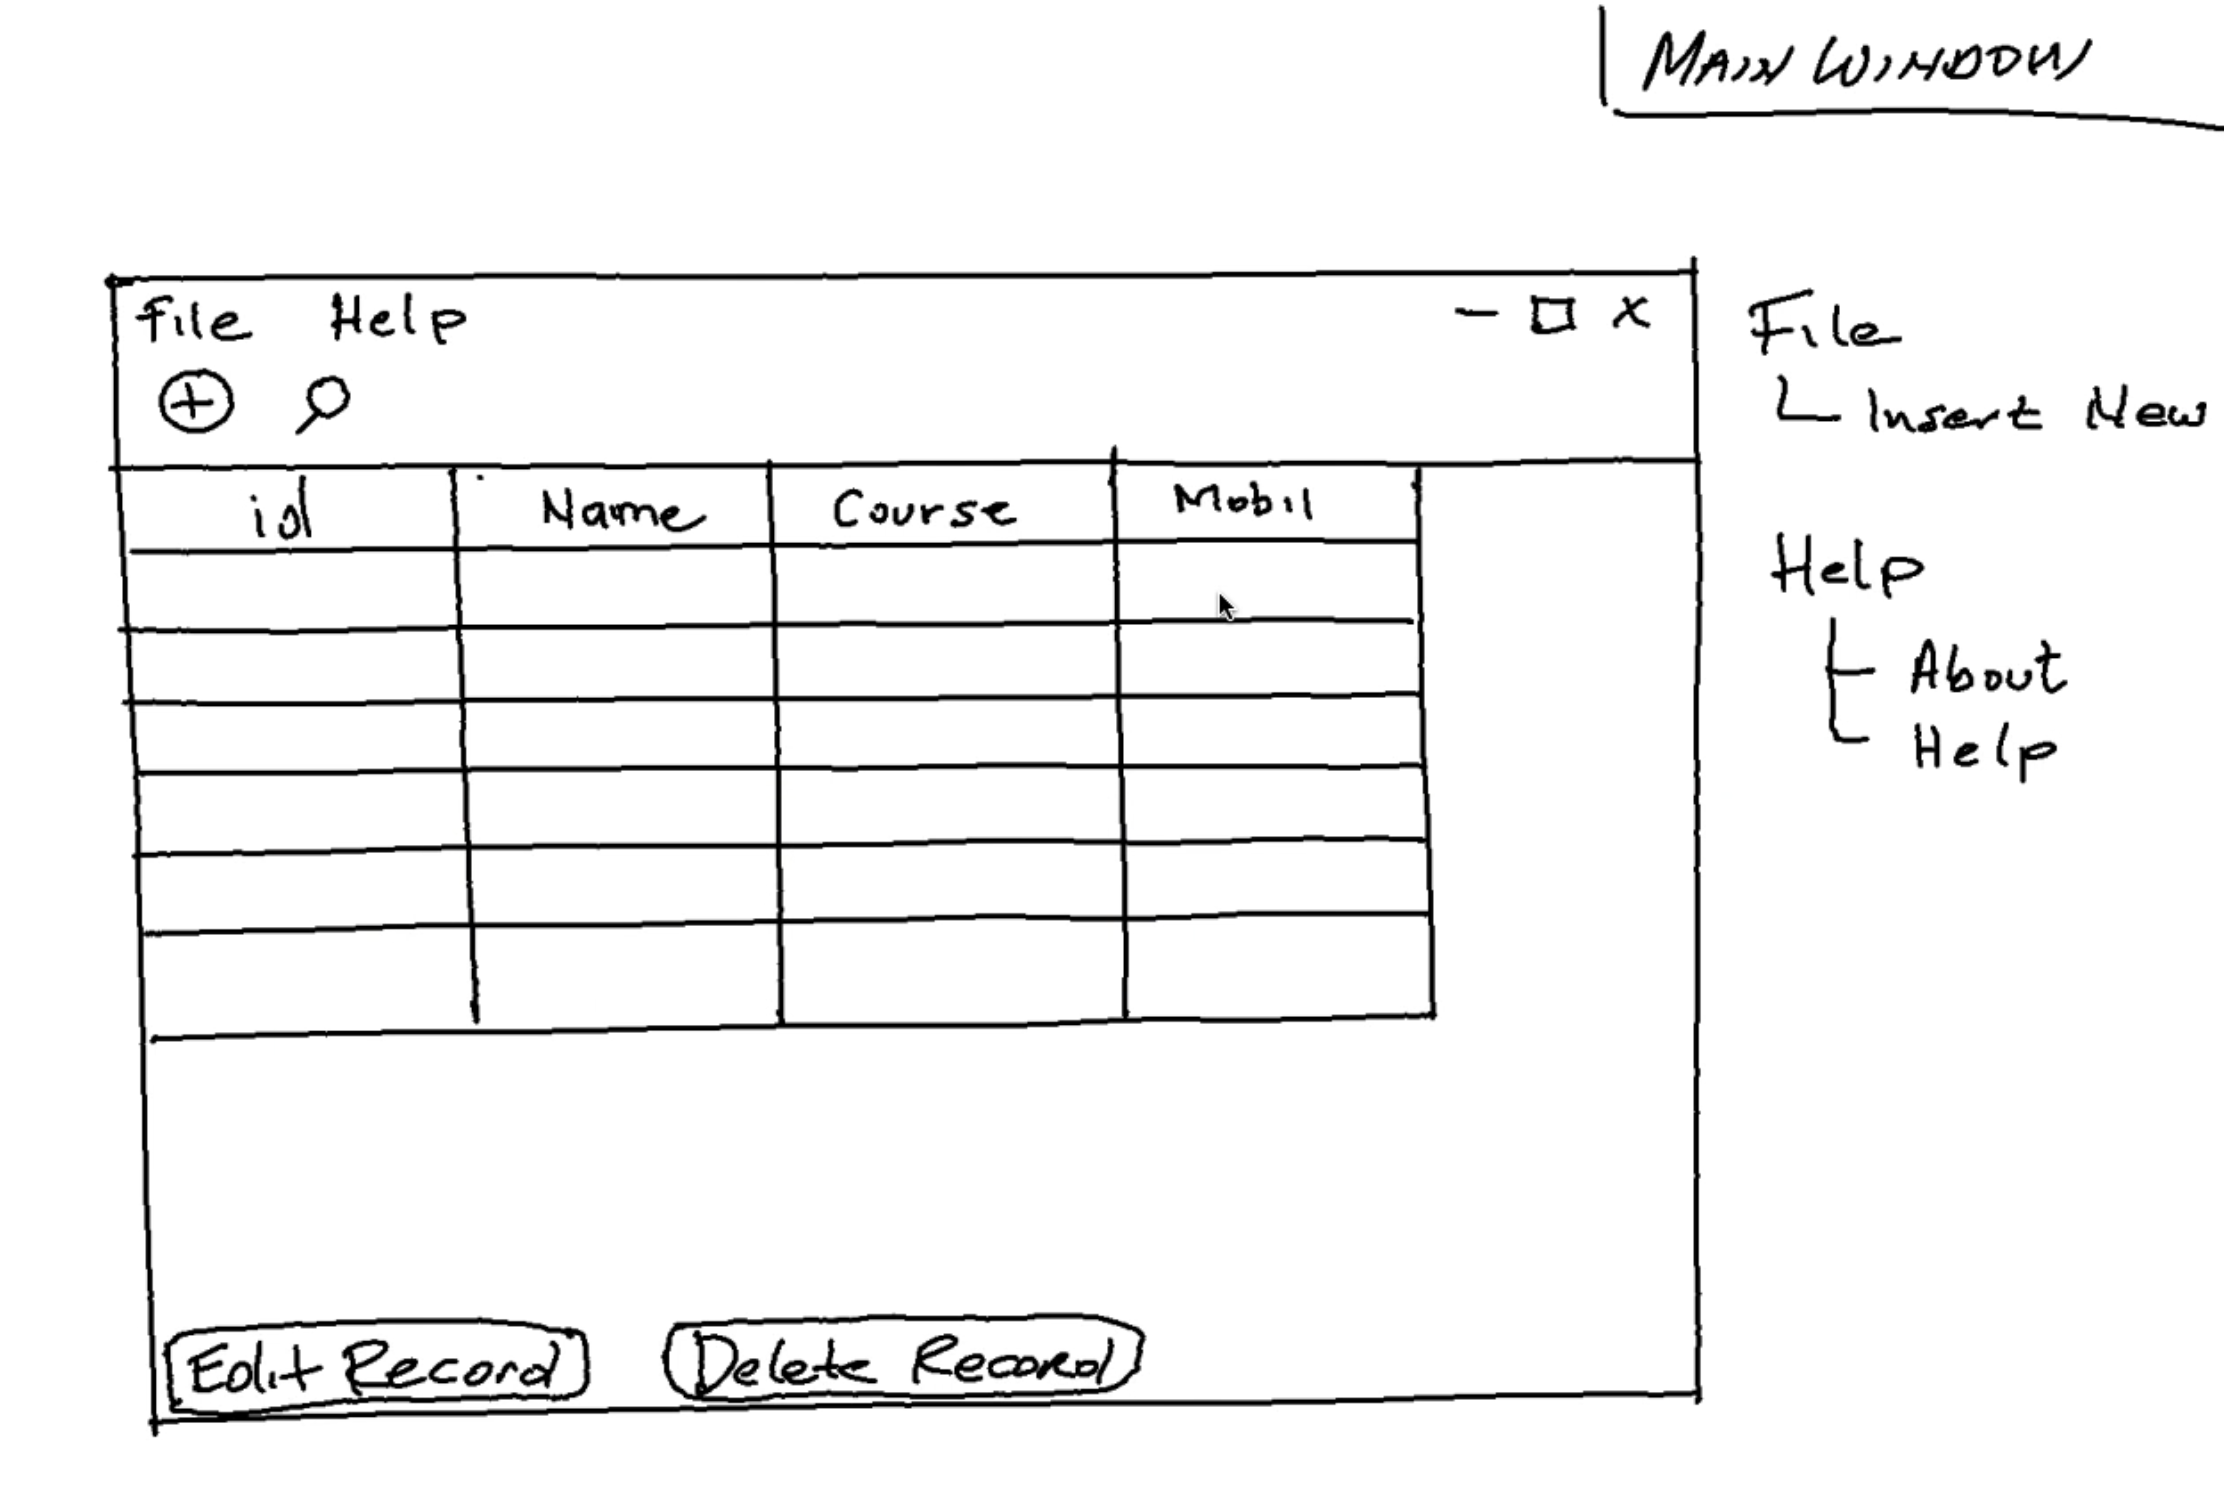 MAIN WINDOW
File Help
id Name Course Mobil
Edit Record Delete Record
File
Insert New
Help
About
Help